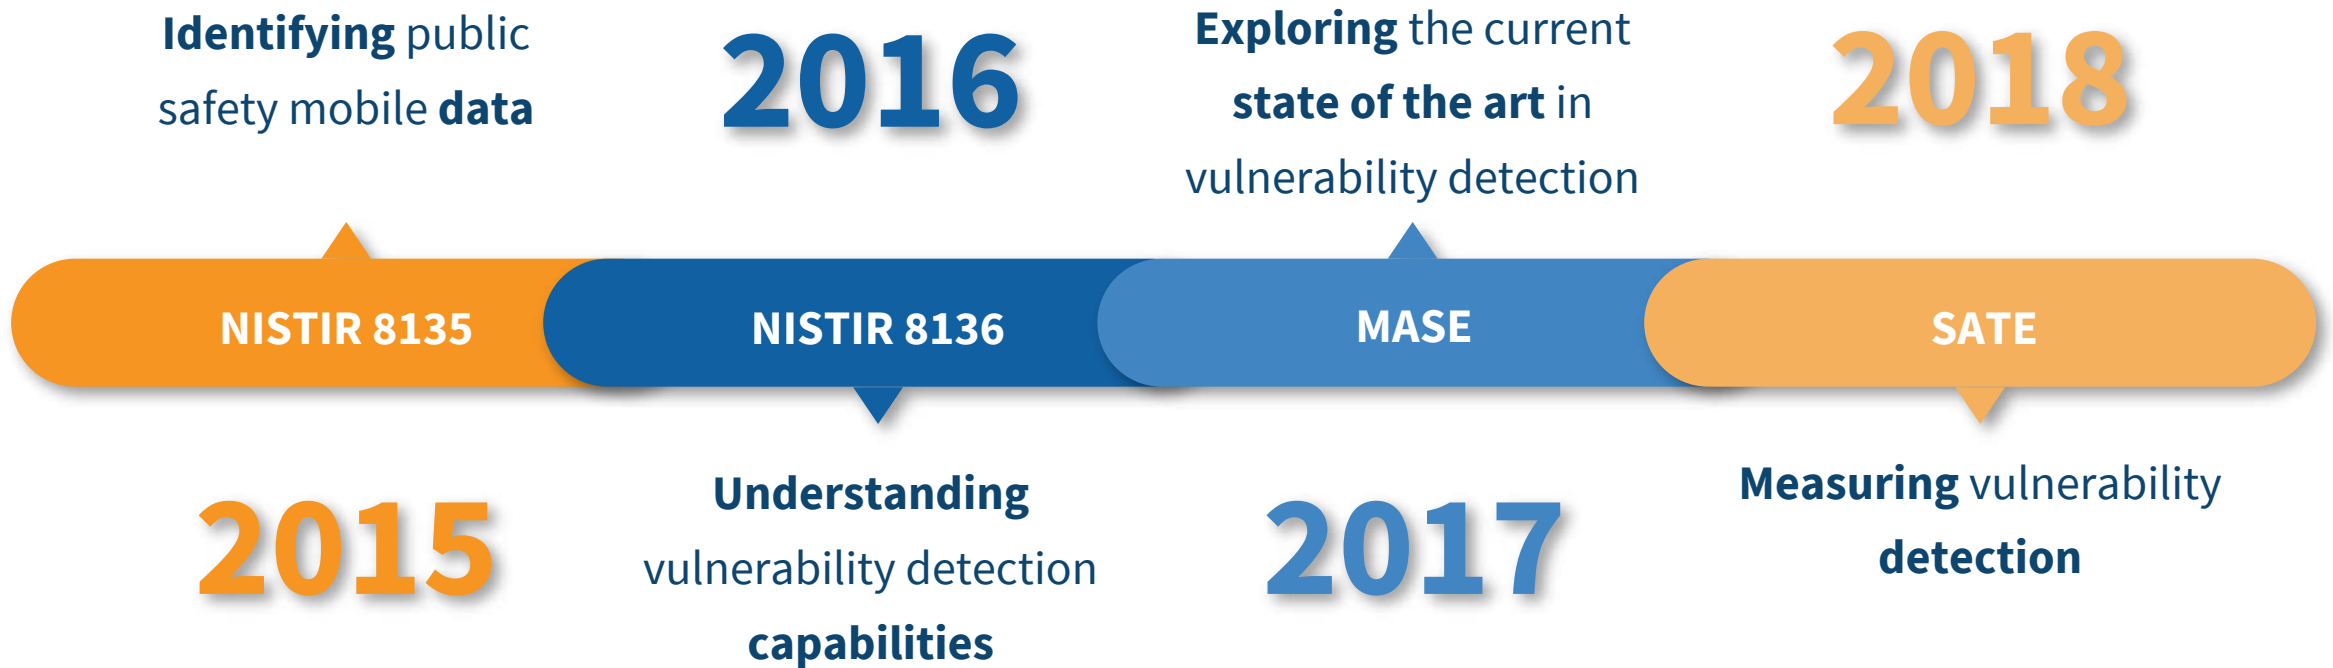 Identifying public
safety mobile data
2016
Exploring the current
state of the art in
vulnerability detection
2018
NISTIR 8135
NISTIR 8136
MASE
SATE
2015
Understanding
vulnerability detection
capabilities
2017
Measuring vulnerability
detection